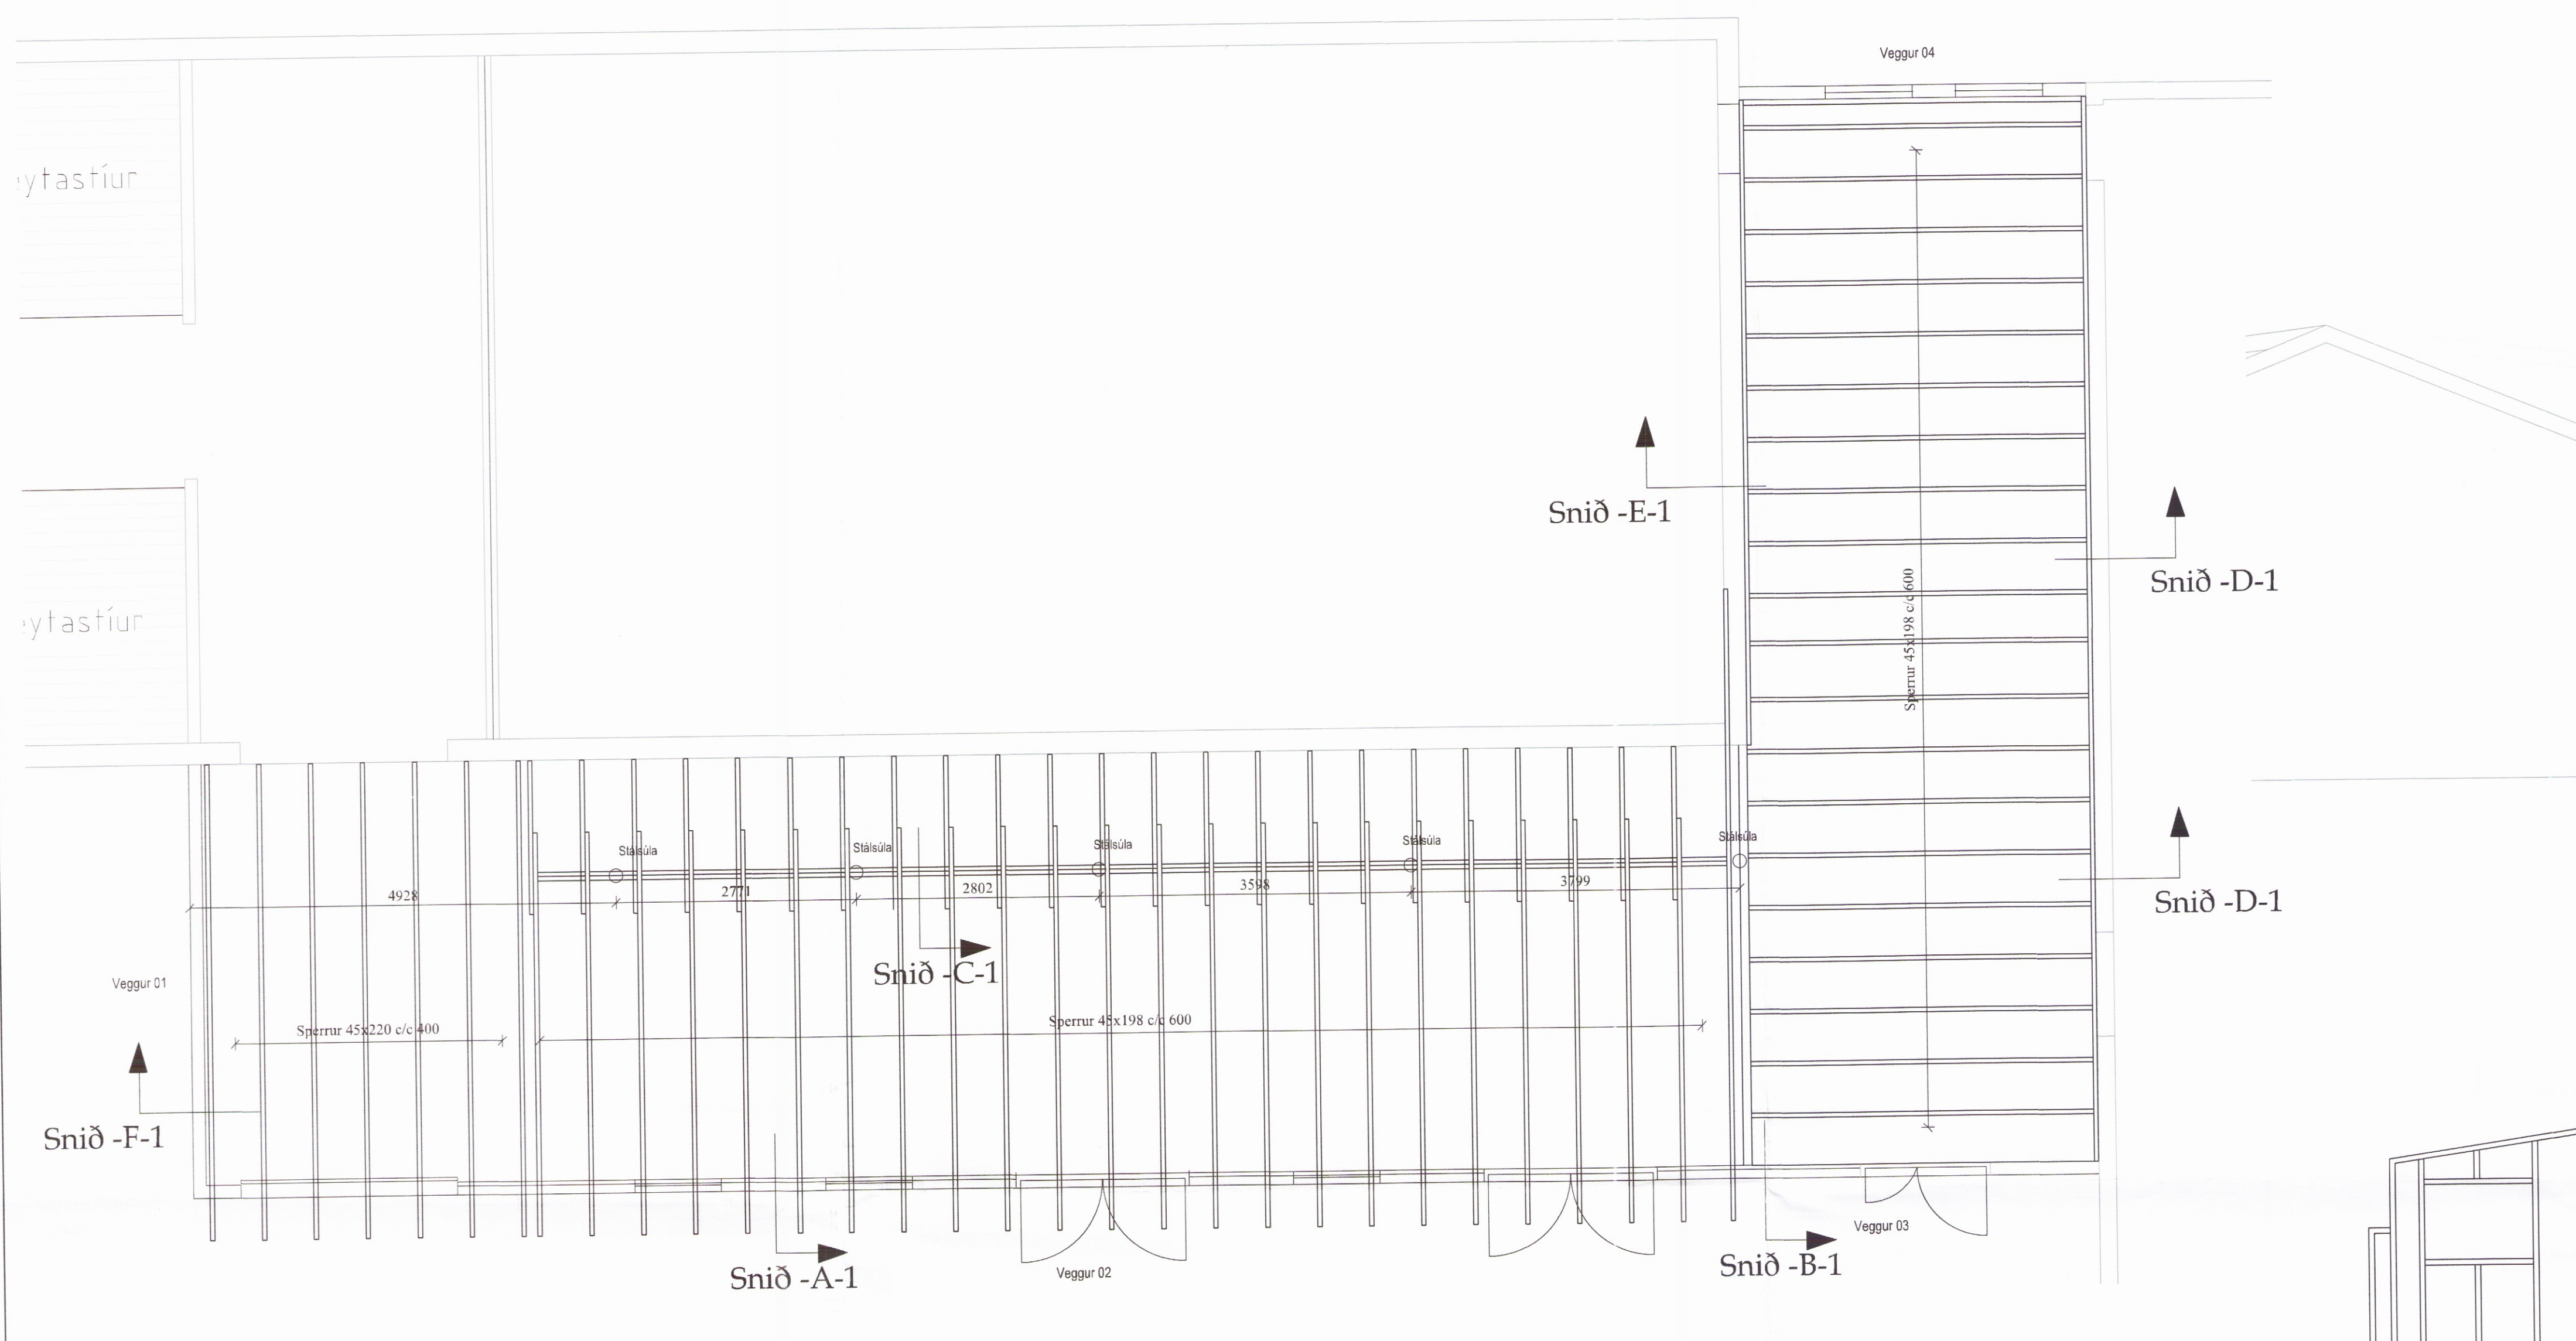 Veggur 04
Snið -E-1
Snið -D-1
Sperrur 45x198 c/c 600
Stálsúla
Stálsúla
Stálsúla
Stálsúla
Stálsúla
4928
2771
2802
3598
3799
Snið -D-1
Snið -C-1
Veggur 01
Sperrur 45x220 c/c 400
Sperrur 45x198 c/c 600
Snið -F-1
Snið -A-1
Veggur 02
Snið -B-1
Veggur 03